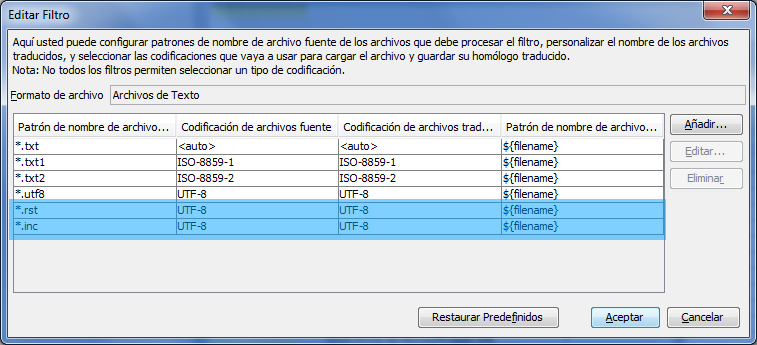 Editar Filtro
Aquí usted puede configurar patrones de nombre de archivo fuente de los archivos que debe procesar el filtro, personalizar el nombre de los archivos
traducidos, y seleccionar las codificaciones que vaya a usar para cargar el archivo y guardar su homólogo traducido.
Nota: No todos los filtros permiten seleccionar un tipo de codificación.
Formato de archivo Archivos de Texto
Patrón de nombre de archivo... Codificación de archivos fuente Codificación de archivos trad... Patrón de nombre de archivo... Añadir...
*.txt <auto> <auto> ${filename}
*.txt1 ISO-8859-1 ISO-8859-1 ${filename} Editar...
*.txt2 ISO-8859-2 ISO-8859-2 ${filename} Eliminar
*.utf8 UTF-8 UTF-8 ${filename}
*.rst UTF-8 UTF-8 ${filename}
*.inc UTF-8 UTF-8 ${filename}
Restaurar Predefinidos Aceptar Cancelar